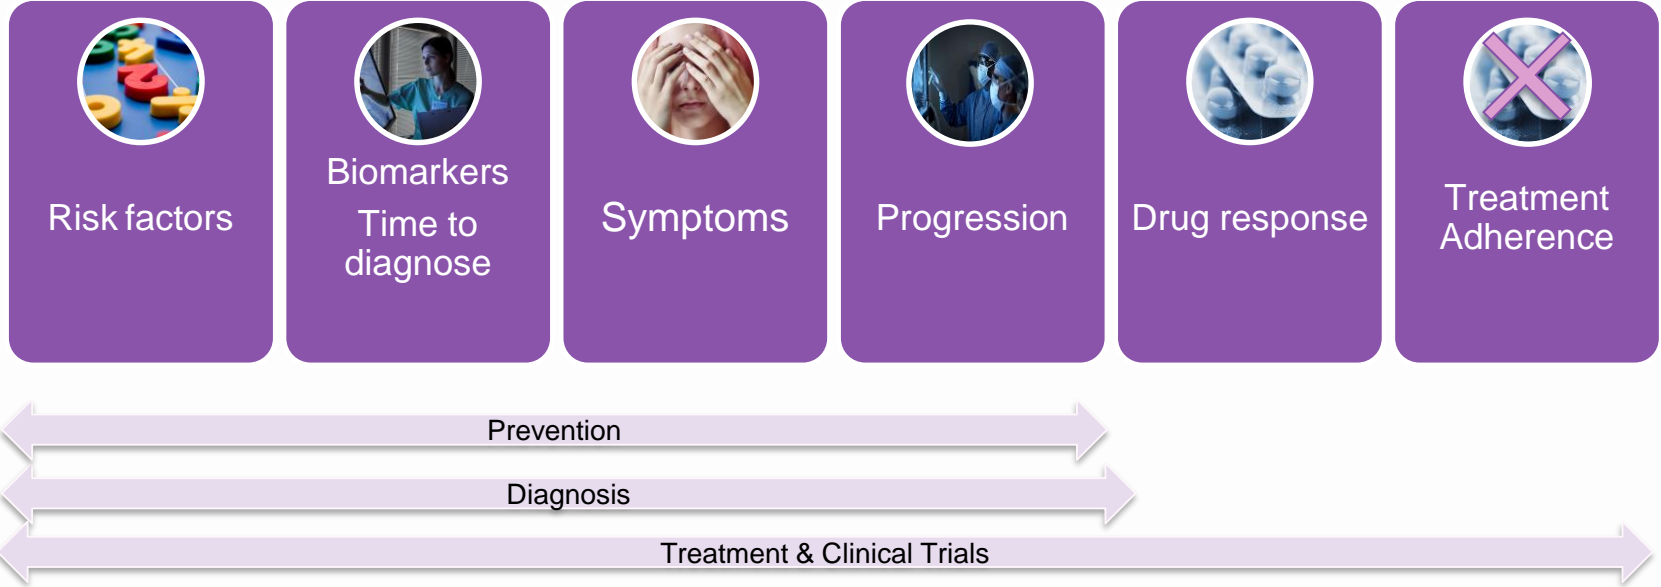 Risk factors
Biomarkers
Time to
diagnose
Symptoms
Progression
Drug response
Treatment
Adherence
Prevention
Diagnosis
Treatment & Clinical Trials